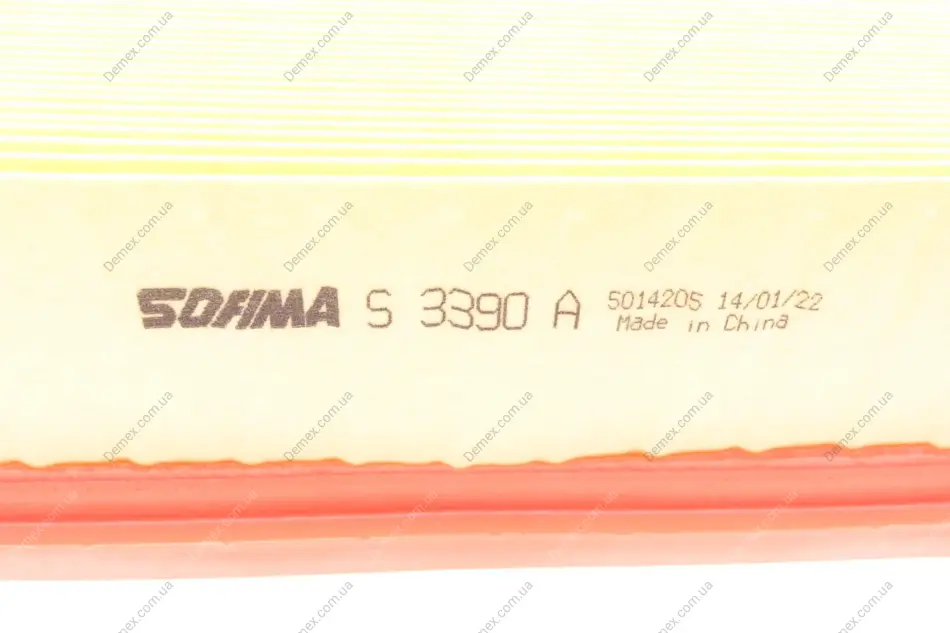 SOFIMA S 3390 A 5014205 14/01/22
Made in China
Demex.com.ua